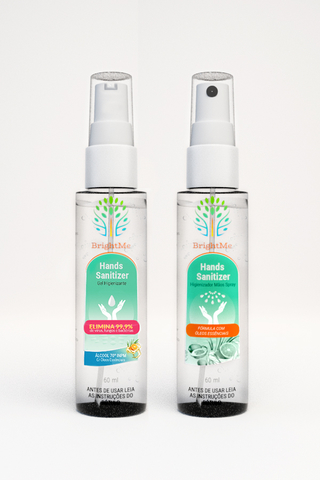 BrightMe
Hands
Sanitizer
Gel Higienizante
ELIMINA 99,9%
ÁLCOOL 70º INPM
60 ml
ANTES DE USAR LEIA
AS INSTRUÇÕES DO
BrightMe
Hands
Sanitizer
Higienizador Mãos Spray
FÓRMULA COM
ÓLEOS ESSENCIAIS
60 ml
ANTES DE USAR LEIA
AS INSTRUÇÕES DO